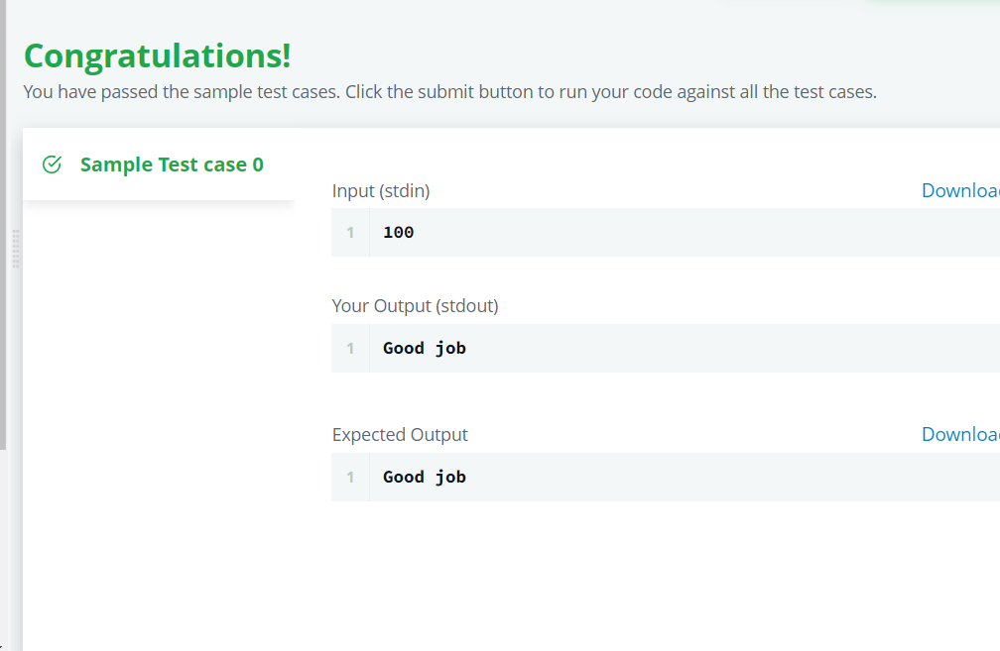 Congratulations!
You have passed the sample test cases. Click the submit button to run your code against all the test cases.
Sample Test case 0
Input (stdin)
1 100
Your Output (stdout)
1 Good job
Expected Output
1 Good job